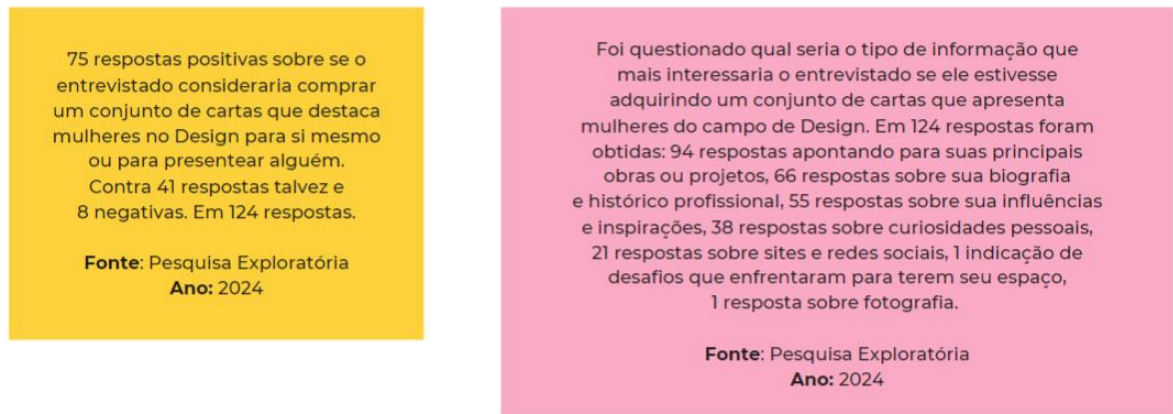 75 respostas positivas sobre se o
entrevistado consideraria comprar
um conjunto de cartas que destaca
mulheres no Design para si mesmo
ou para presentear alguém.
Contra 41 respostas talvez e
8 negativas. Em 124 respostas.
Fonte: Pesquisa Exploratória
Ano: 2024
Foi questionado qual seria o tipo de informação que
mais interessaria o entrevistado se ele estivesse
adquirindo um conjunto de cartas que apresenta
mulheres do campo de Design. Em 124 respostas foram
obtidas: 94 respostas apontando para suas principais
obras ou projetos, 66 respostas sobre sua biografia
e histórico profissional, 55 respostas sobre sua influências
e inspirações, 38 respostas sobre curiosidades pessoais,
21 respostas sobre sites e redes sociais, 1 indicação de
desafios que enfrentaram para terem seu espaço,
1 resposta sobre fotografia.
Fonte: Pesquisa Exploratória
Ano: 2024